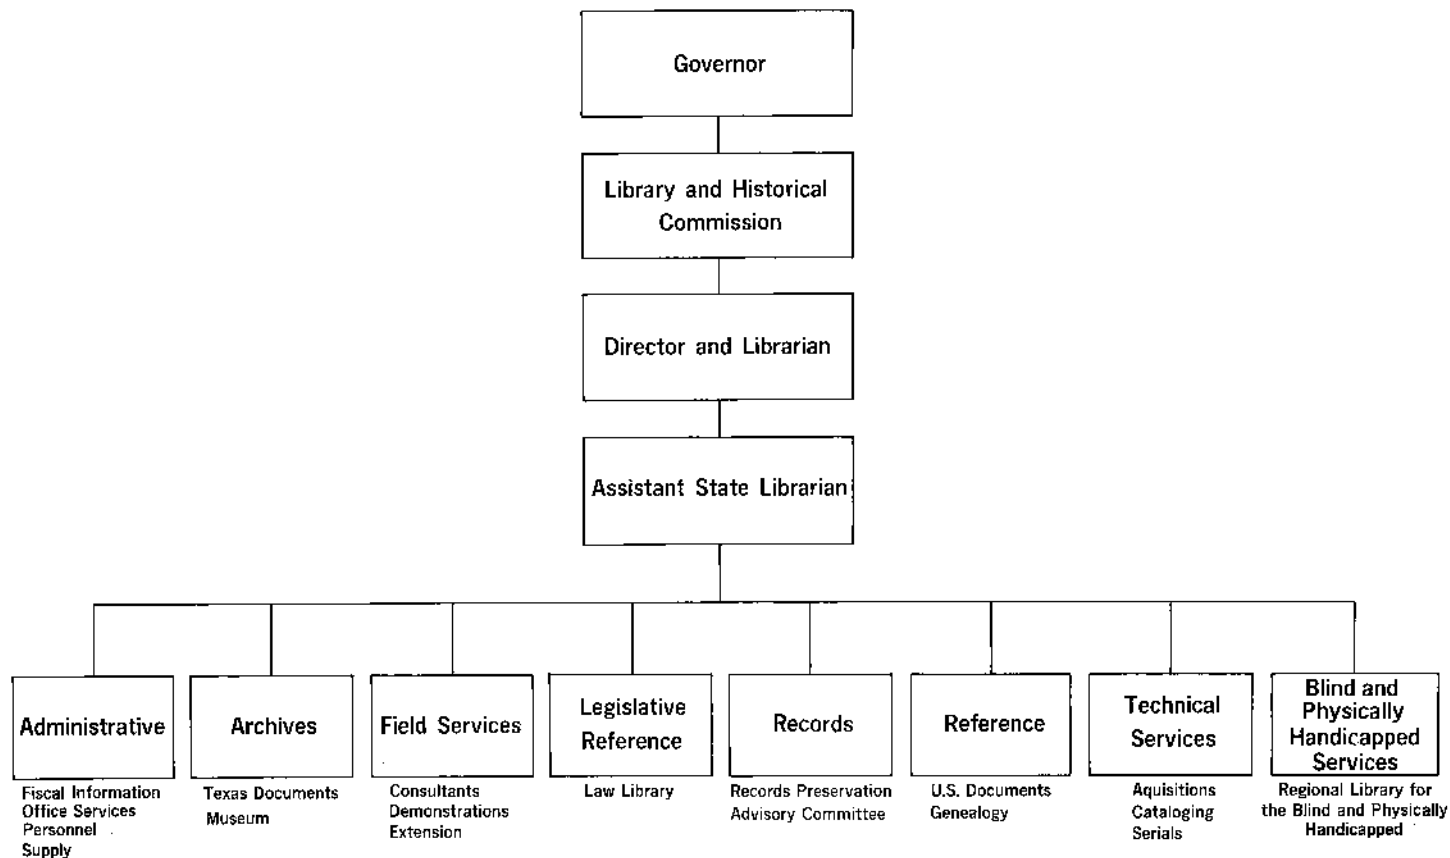 Governor
Library and Historical
Commission
Director and Librarian
Assistant State Librarian
Administrative
Fiscal Information
Office Services
Personnel
Supply
Archives
Texas Documents
Museum
Field Services
Consultants
Demonstrations
Extension
Legislative
Reference
Law Library
Records
Records Preservation
Advisory Committee
Reference
U.S. Documents
Genealogy
Technical
Services
Aquisitions
Cataloging
Serials
Blind and
Physically
Handicapped
Services
Regional Library for
the Blind and Physically
Handicapped